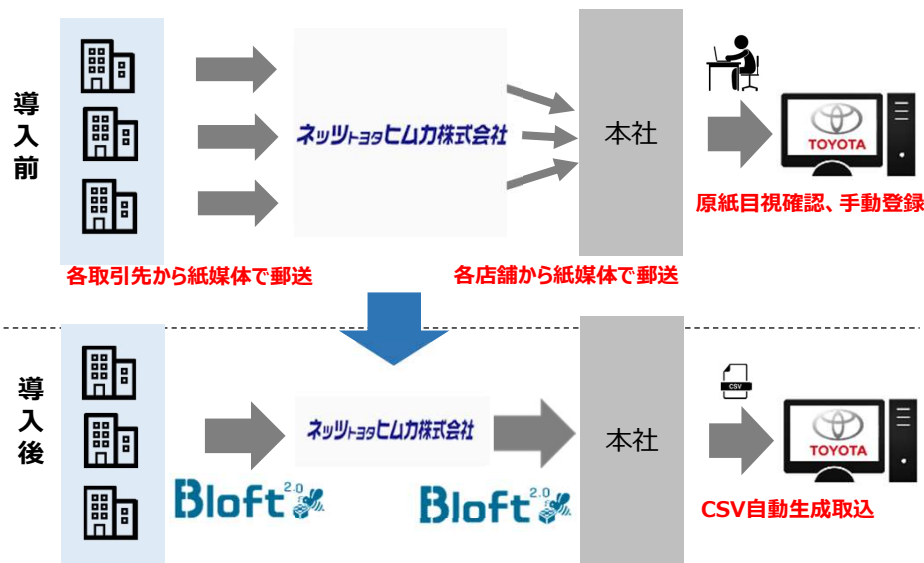 導入前
ネッツトヨタヒムカ株式会社
本社
TOYOTA
原紙目視確認、手動登録
各取引先から紙媒体で郵送
各店舗から紙媒体で郵送
導入後
ネッツトヨタヒムカ株式会社
本社
CSV
TOYOTA
Bloft2.0
Bloft2.0
CSV自動生成取込